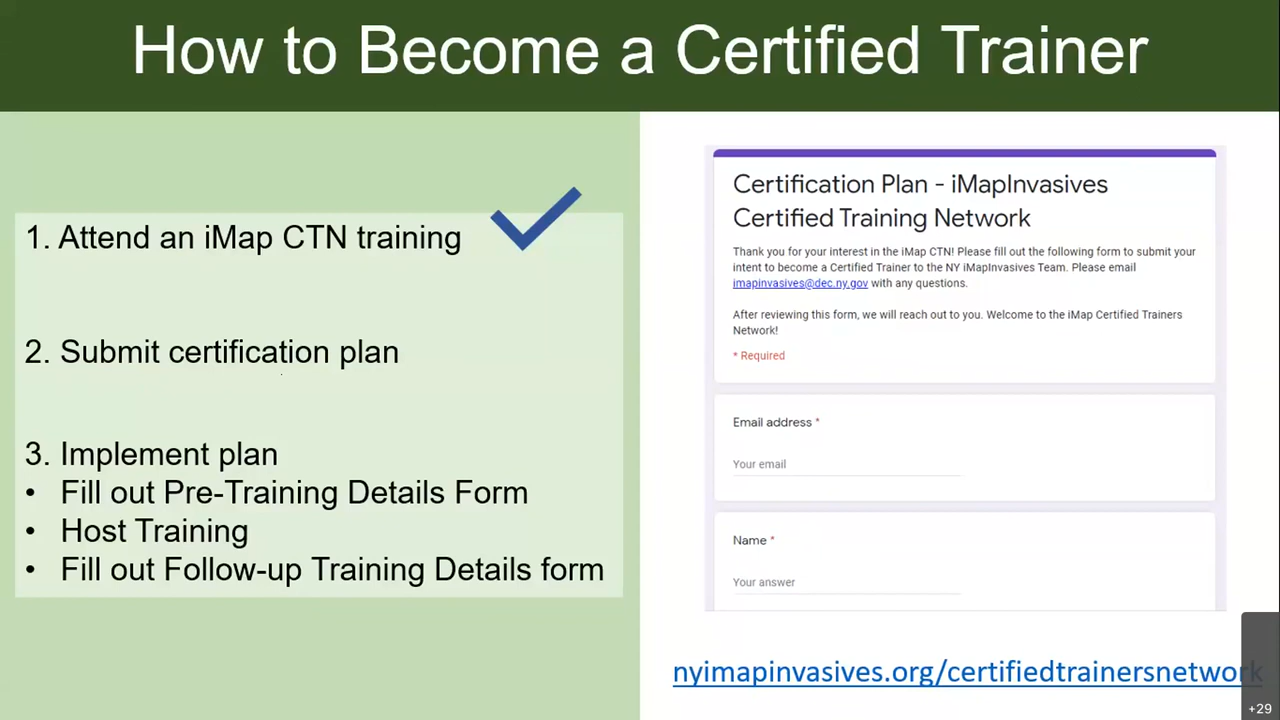 How to Become a Certified Trainer
1. Attend an iMap CTN training
2. Submit certification plan
3. Implement plan
• Fill out Pre-Training Details Form
• Host Training
• Fill out Follow-up Training Details form
Certification Plan - iMapInvasives
Certified Training Network
Thank you for your interest in the iMap CTN! Please fill out the following form to submit your
intent to become a Certified Trainer to the NY iMapInvasives Team. Please email
imapinvasives@dec.ny.gov with any questions.
After reviewing this form, we will reach out to you. Welcome to the iMap Certified Trainers
Network!
* Required
Email address *
Your email
Name *
Your answer
nyimapinvasives.org/certifiedtrainersnetwork
+29